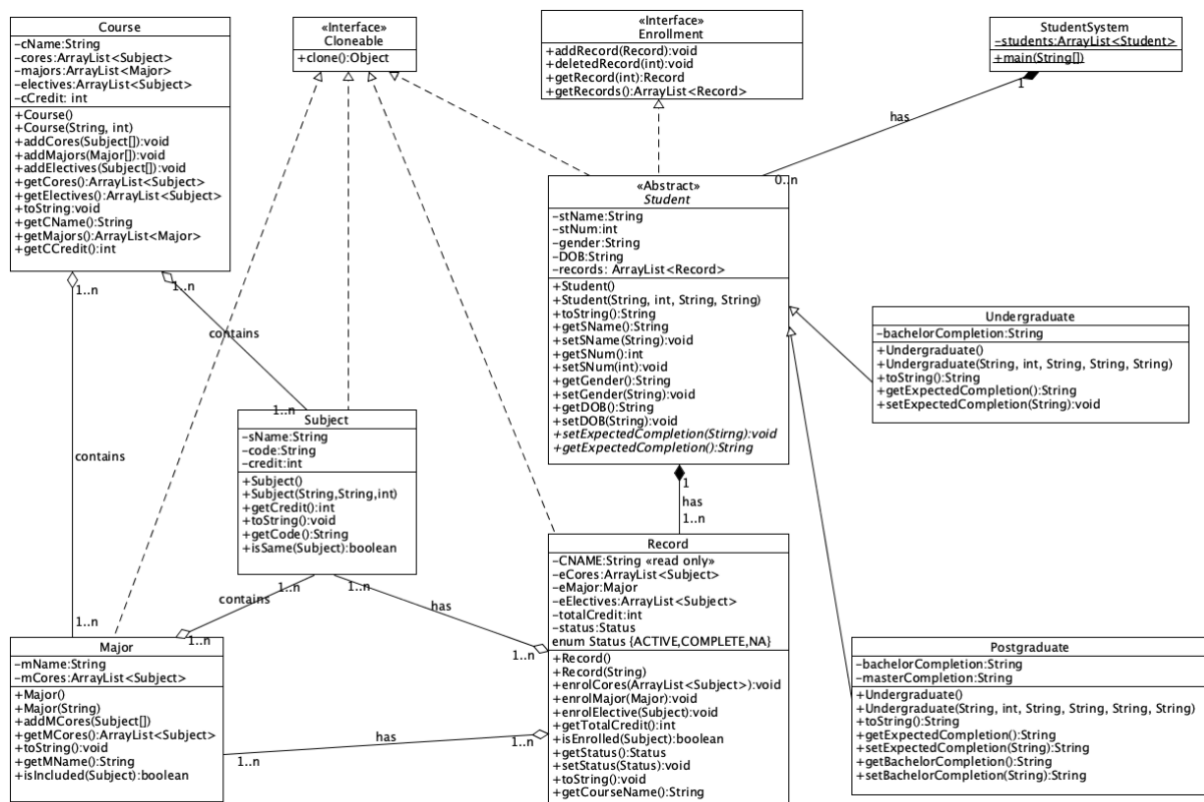 Course
-cName:String
-cores:ArrayList<Subject>
-majors:ArrayList<Major>
-electives:ArrayList<Subject>
-cCredit: int
+Course()
+Course(String, int)
+addCores(Subject[]):void
+addMajors(Major[]):void
+addElectives(Subject[]):void
+getCores():ArrayList<Subject>
+getElectives():ArrayList<Subject>
+toString:void
+getCName():String
+getMajors():ArrayList<Major>
+getCCredit():int
«Interface»
Cloneable
+clone():Object
«Interface»
Enrollment
+addRecord(Record):void
+deletedRecord(int):void
+getRecord(int):Record
+getRecords():ArrayList<Record>
StudentSystem
-students:ArrayList<Student>
+main(String[])
1
has
0..n
«Abstract»
Student
-stName:String
-stNum:int
-gender:String
-DOB:String
-records: ArrayList<Record>
+Student()
+Student(String, int, String, String)
+toString():String
+getSName():String
+setSName(String):void
+getSNum():int
+setSNum(int):void
+getGender():String
+setGender(String):void
+getDOB():String
+setDOB(String):void
+setExpectedCompletion(Stirng):void
+getExpectedCompletion():String
Undergraduate
-bachelorCompletion:String
+Undergraduate()
+Undergraduate(String, int, String, String, String)
+toString():String
+getExpectedCompletion():String
+setExpectedCompletion(String):void
1..n
1..n
contains
1..n
contains
Subject
-sName:String
-code:String
-credit:int
+Subject()
+Subject(String,String,int)
+getCredit():int
+toString():void
+getCode():String
+isSame(Subject):boolean
1
has
1..n
1..n
1..n
contains
has
1..n
1..n
1..n
Record
-CNAME:String «read only»
-eCores:ArrayList<Subject>
-eMajor:Major
-eElectives:ArrayList<Subject>
-totalCredit:int
-status:Status
enum Status {ACTIVE,COMPLETE,NA}
+Record()
+Record(String)
+enrolCores(ArrayList<Subject>):void
+enrolMajor(Major):void
+enrolElective(Subject):void
+getTotalCredit():int
+isEnrolled(Subject):boolean
+getStatus():Status
+setStatus(Status):void
+toString():void
+getCourseName():String
Major
-mName:String
-mCores:ArrayList<Subject>
+Major()
+Major(String)
+addMCores(Subject[])
+getMCores():ArrayList<Subject>
+toString():void
+getMName():String
+isIncluded(Subject):boolean
has
1..n
1..n
Postgraduate
-bachelorCompletion:String
-masterCompletion:String
+Undergraduate()
+Undergraduate(String, int, String, String, String, String)
+toString():String
+getExpectedCompletion():String
+setExpectedCompletion(String):String
+getBachelorCompletion():String
+setBachelorCompletion(String):String